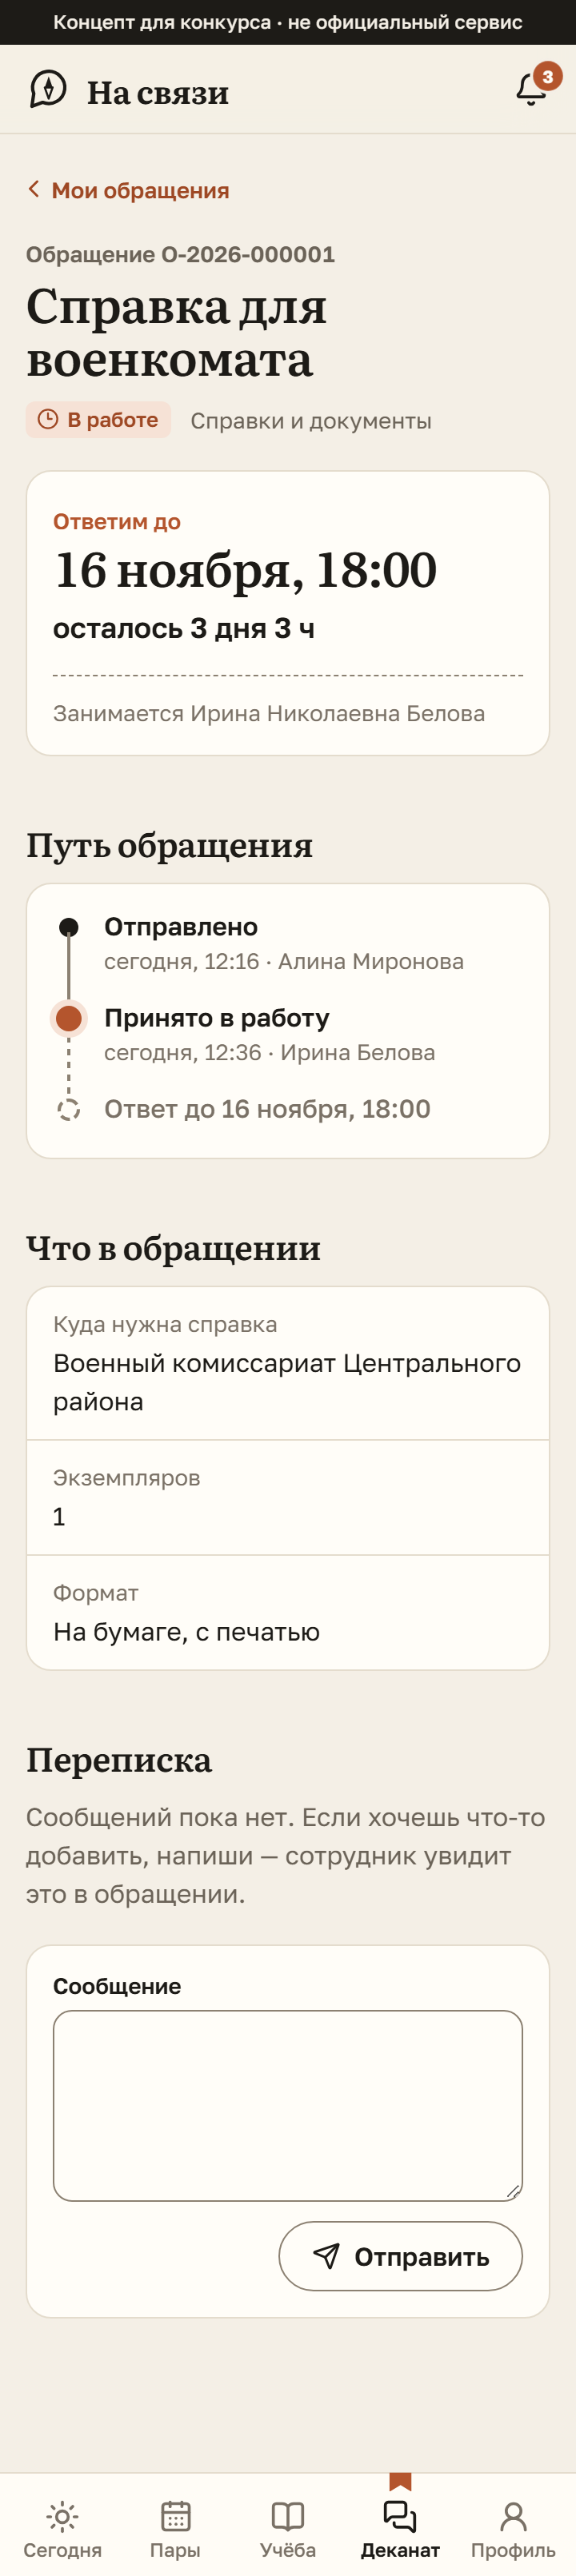 Концепт для конкурса · не официальный сервис
На связи
3
Мои обращения
Обращение О-2026-000001
Справка для
военкомата
В работе
Справки и документы
Ответим до
16 ноября, 18:00
осталось 3 дня 3 ч
Занимается Ирина Николаевна Белова
Путь обращения
Отправлено
сегодня, 12:16 · Алина Миронова
Принято в работу
сегодня, 12:36 · Ирина Белова
Ответ до 16 ноября, 18:00
Что в обращении
Куда нужна справка
Военный комиссариат Центрального
района
Экземпляров
1
Формат
На бумаге, с печатью
Переписка
Сообщений пока нет. Если хочешь что-то
добавить, напиши — сотрудник увидит
это в обращении.
Сообщение
Отправить
Сегодня
Пары
Учёба
Деканат
Профиль